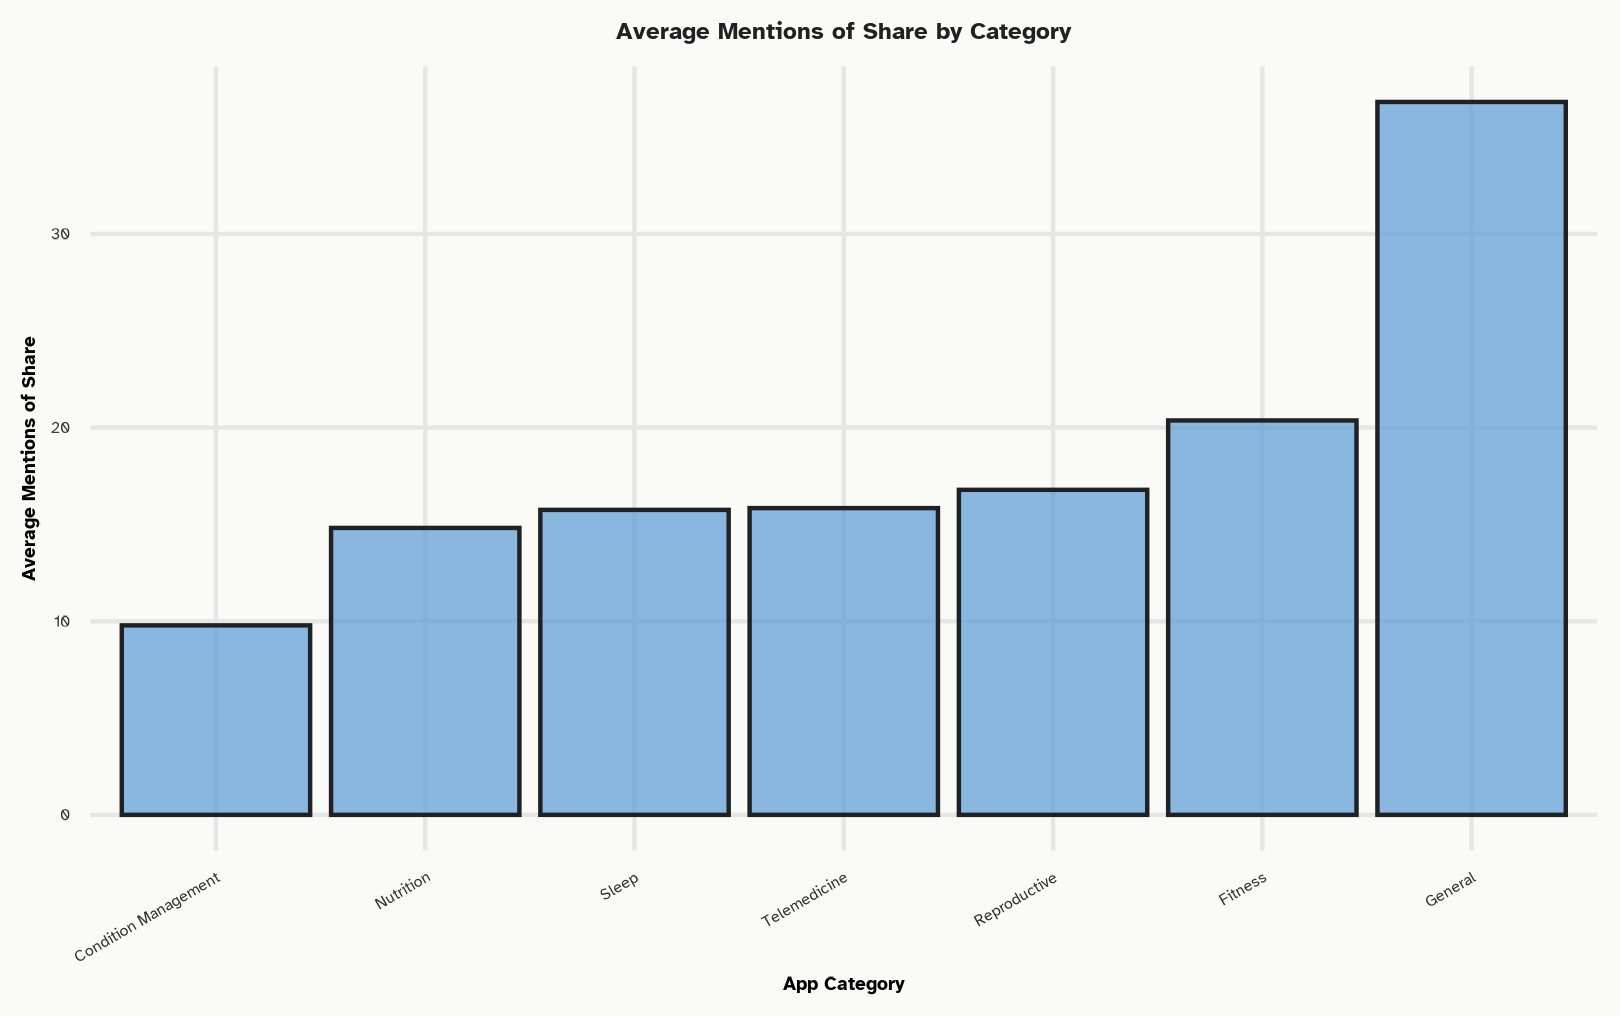 Average Mentions of Share by Category
Average Mentions of Share
30
20
10
0
Condition Management
Nutrition
Sleep
Telemedicine
Reproductive
Fitness
General
App Category